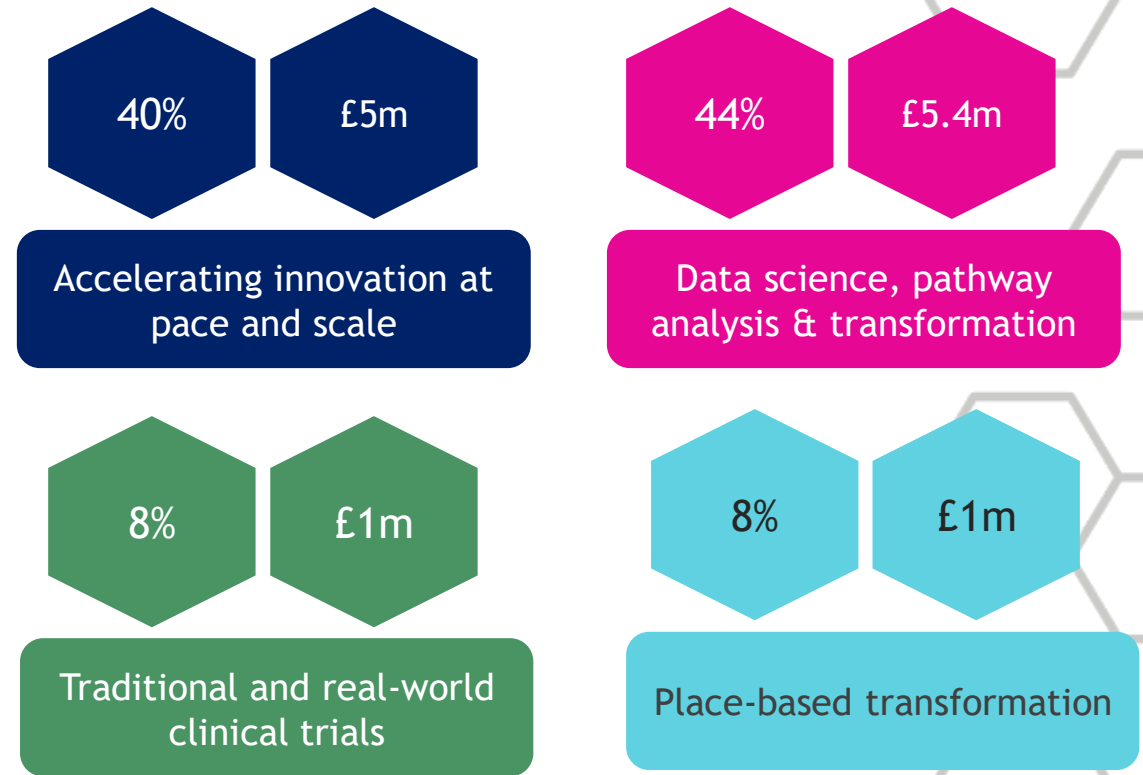 40%
£5m
44%
£5.4m
Accelerating innovation at
pace and scale
Data science, pathway
analysis & transformation
8%
£1m
8%
£1m
Traditional and real-world
clinical trials
Place-based transformation